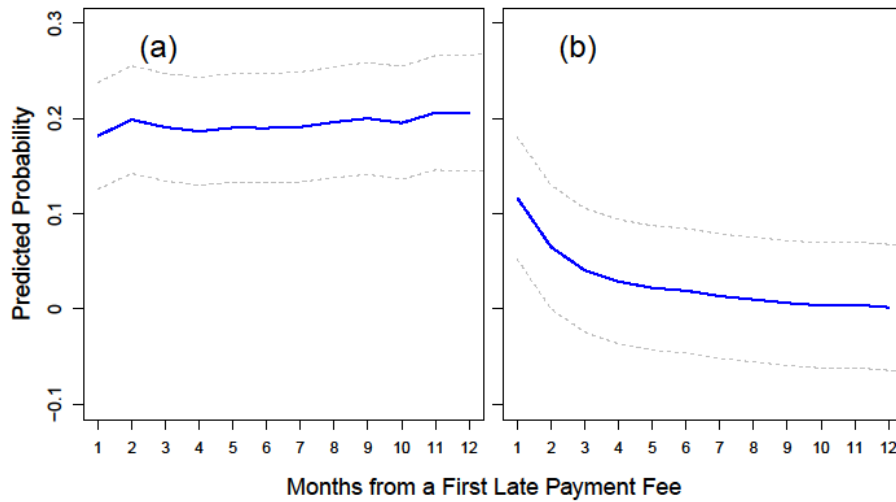 (a)
(b)
Predicted Probability
0.3
0.2
0.1
0
−0.1
1 2 3 4 5 6 7 8 9 10 11 12
1 2 3 4 5 6 7 8 9 10 11 12
Months from a First Late Payment Fee